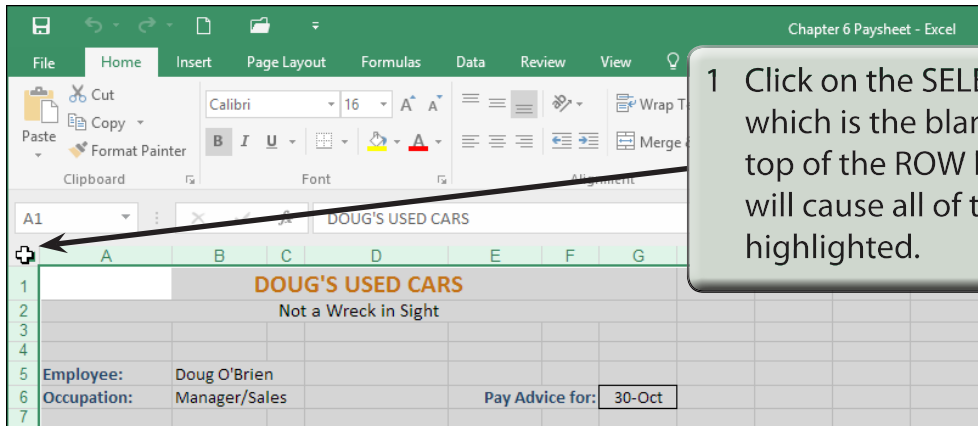 Chapter 6 Paysheet - Excel
File Home Insert Page Layout Formulas Data Review View
Cut
Copy
Format Painter
Paste
Clipboard
Calibri 16 A A
B I U A
Font
Wrap T
Merge &
A1 DOUG'S USED CARS
A B C D E F G
1 DOUG'S USED CARS
2 Not a Wreck in Sight
3
4
5 Employee: Doug O'Brien
6 Occupation: Manager/Sales Pay Advice for: 30-Oct
7
1 Click on the SELE
which is the blan
top of the ROW
will cause all of t
highlighted.